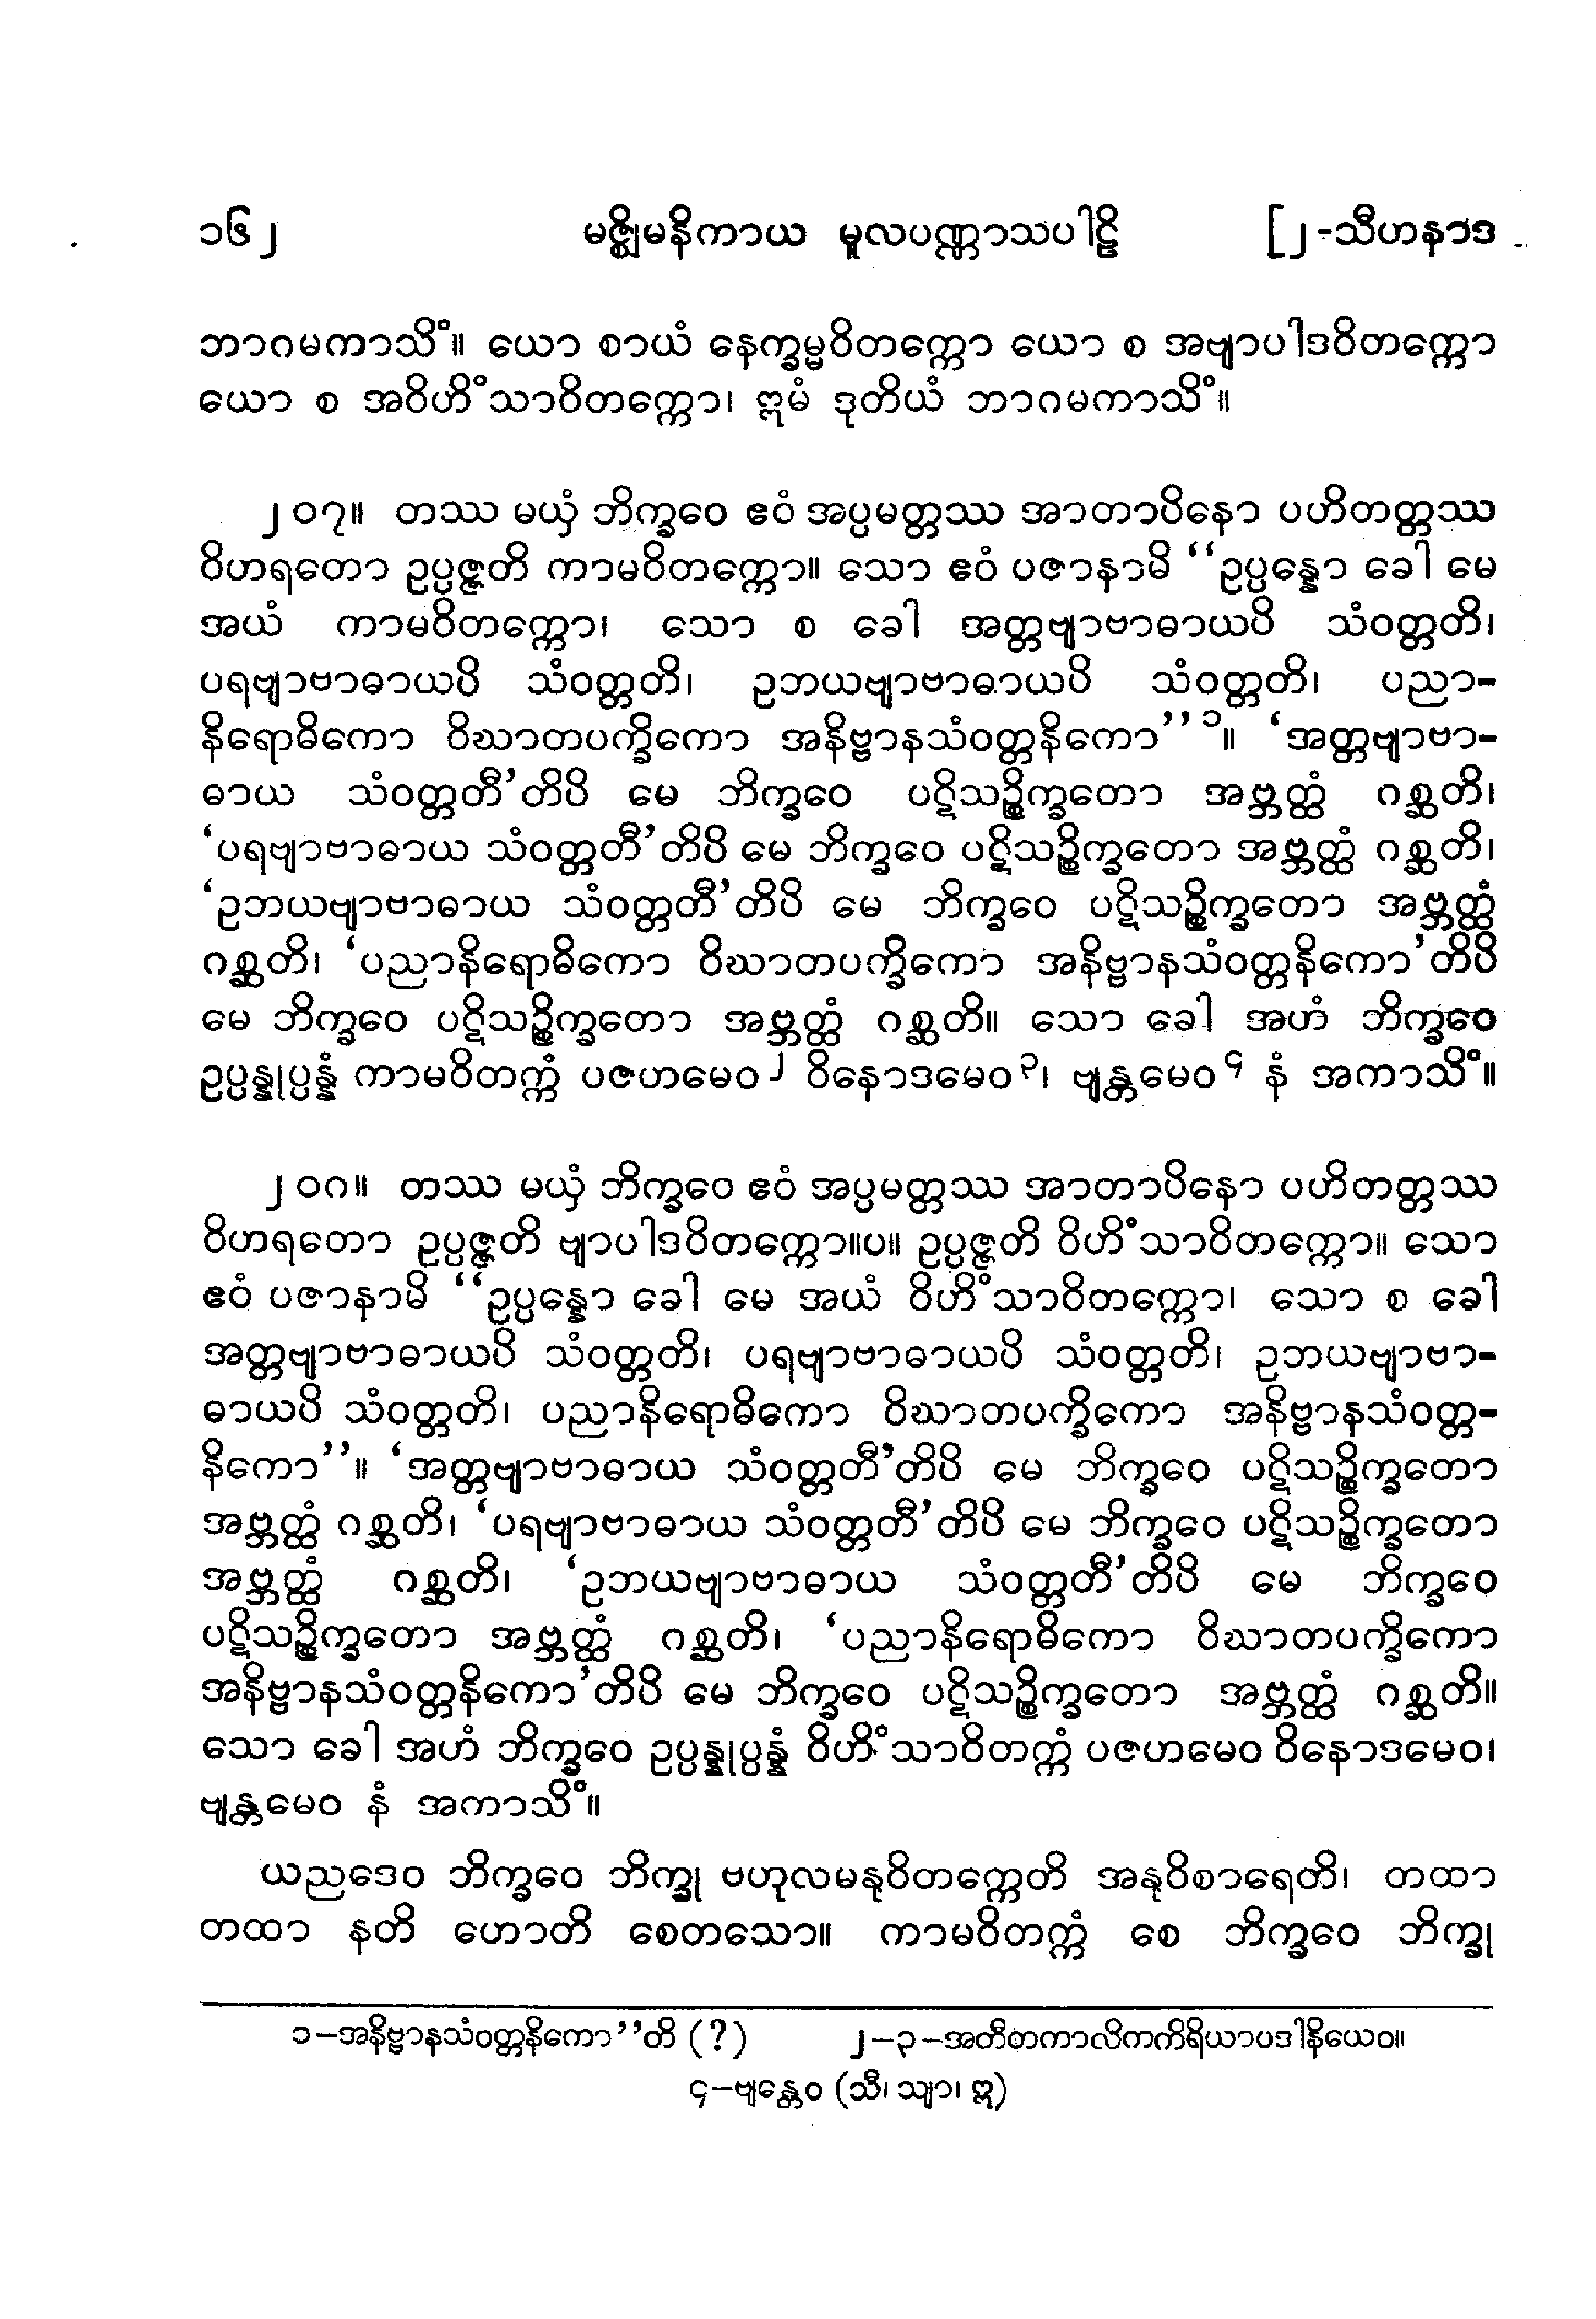 ၁၆၂ မဇ္ဈိမနိကာယ မူလပဏ္ဏာသပါဠိ [၂-သီဟနာဒ
ဘာဂမကာသိံ။ ယော စာယံ နေက္ခမ္မဝိတက္ကော ယော စ အဗျာပါဒဝိတက္ကော
ယော စ အဝိဟိံသာဝိတက္ကော၊ ဣမံ ဒုတိယံ ဘာဂမကာသိံ။
၂၀၇။ တဿ မယှံ ဘိက္ခဝေ ဧဝံ အပ္ပမတ္တဿ အာတာပိနော ပဟိတတ္တဿ
ဝိဟရတော ဥပ္ပဇ္ဇတိ ကာမဝိတက္ကော။ သော ဧဝံ ပဇာနာမိ ‘‘ဥပ္ပန္နော ခေါ မေ
အယံ ကာမဝိတက္ကော၊ သော စ ခေါ အတ္တဗျာဗာဓာယပိ သံဝတ္တတိ၊
ပရဗျာဗာဓာယပိ သံဝတ္တတိ၊ ဥဘယဗျာဗာဓာယပိ သံဝတ္တတိ၊ ပညာ-
နိရောဓိကော ဝိဃာတပက္ခိကော အနိဗ္ဗာနသံဝတ္တနိကော’’၁။ ‘အတ္တဗျာဗာ-
ဓာယ သံဝတ္တတီ’တိပိ မေ ဘိက္ခဝေ ပဋိသဉ္စိက္ခတော အဗ္ဘတ္ထံ ဂစ္ဆတိ၊
‘ပရဗျာဗာဓာယ သံဝတ္တတီ’တိပိ မေ ဘိက္ခဝေ ပဋိသဉ္စိက္ခတော အဗ္ဘတ္ထံ ဂစ္ဆတိ၊
‘ဥဘယဗျာဗာဓာယ သံဝတ္တတီ’တိပိ မေ ဘိက္ခဝေ ပဋိသဉ္စိက္ခတော အဗ္ဘတ္ထံ
ဂစ္ဆတိ၊ ‘ပညာနိရောဓိကော ဝိဃာတပက္ခိကော အနိဗ္ဗာနသံဝတ္တနိကော’တိပိ
မေ ဘိက္ခဝေ ပဋိသဉ္စိက္ခတော အဗ္ဘတ္ထံ ဂစ္ဆတိ။ သော ခေါ အဟံ ဘိက္ခဝေ
ဥပ္ပန္နုပ္ပန္နံ ကာမဝိတက္ကံ ပဇဟမေဝ၂ ဝိနောဒမေဝ၃၊ ဗျန္တမေဝ၄ နံ အကာသိံ။
၂၀၈။ တဿ မယှံ ဘိက္ခဝေ ဧဝံ အပ္ပမတ္တဿ အာတာပိနော ပဟိတတ္တဿ
ဝိဟရတော ဥပ္ပဇ္ဇတိ ဗျာပါဒဝိတက္ကော။ပ။ ဥပ္ပဇ္ဇတိ ဝိဟိံသာဝိတက္ကော။ သော
ဧဝံ ပဇာနာမိ ‘‘ဥပ္ပန္နော ခေါ မေ အယံ ဝိဟိံသာဝိတက္ကော၊ သော စ ခေါ
အတ္တဗျာဗာဓာယပိ သံဝတ္တတိ၊ ပရဗျာဗာဓာယပိ သံဝတ္တတိ၊ ဥဘယဗျာဗာ-
ဓာယပိ သံဝတ္တတိ၊ ပညာနိရောဓိကော ဝိဃာတပက္ခိကော အနိဗ္ဗာနသံဝတ္တ-
နိကော’’။ ‘အတ္တဗျာဗာဓာယ သံဝတ္တတီ’တိပိ မေ ဘိက္ခဝေ ပဋိသဉ္စိက္ခတော
အဗ္ဘတ္ထံ ဂစ္ဆတိ၊ ‘ပရဗျာဗာဓာယ သံဝတ္တတီ’တိပိ မေ ဘိက္ခဝေ ပဋိသဉ္စိက္ခတော
အဗ္ဘတ္ထံ ဂစ္ဆတိ၊ ‘ဥဘယဗျာဗာဓာယ သံဝတ္တတီ’တိပိ မေ ဘိက္ခဝေ
ပဋိသဉ္စိက္ခတော အဗ္ဘတ္ထံ ဂစ္ဆတိ၊ ‘ပညာနိရောဓိကော ဝိဃာတပက္ခိကော
အနိဗ္ဗာနသံဝတ္တနိကော’တိပိ မေ ဘိက္ခဝေ ပဋိသဉ္စိက္ခတော အဗ္ဘတ္ထံ ဂစ္ဆတိ။
သော ခေါ အဟံ ဘိက္ခဝေ ဥပ္ပန္နုပ္ပန္နံ ဝိဟိံသာဝိတက္ကံ ပဇဟမေဝ ဝိနောဒမေဝ၊
ဗျန္တမေဝ နံ အကာသိံ။
ယညဒေဝ ဘိက္ခဝေ ဘိက္ခု ဗဟုလမနုဝိတက္ကေတိ အနုဝိစာရေတိ၊ တထာ
တထာ နတိ ဟောတိ စေတသော။ ကာမဝိတက္ကံ စေ ဘိက္ခဝေ ဘိက္ခု
၁–အနိဗ္ဗာနသံဝတ္တနိကော’’တိ (?) ၂–၃–အတီတကာလိကကိရိယာပဒါနိယေဝ။
၄–ဗျန္တေဝ (သီ၊ သျာ၊ ဣ)